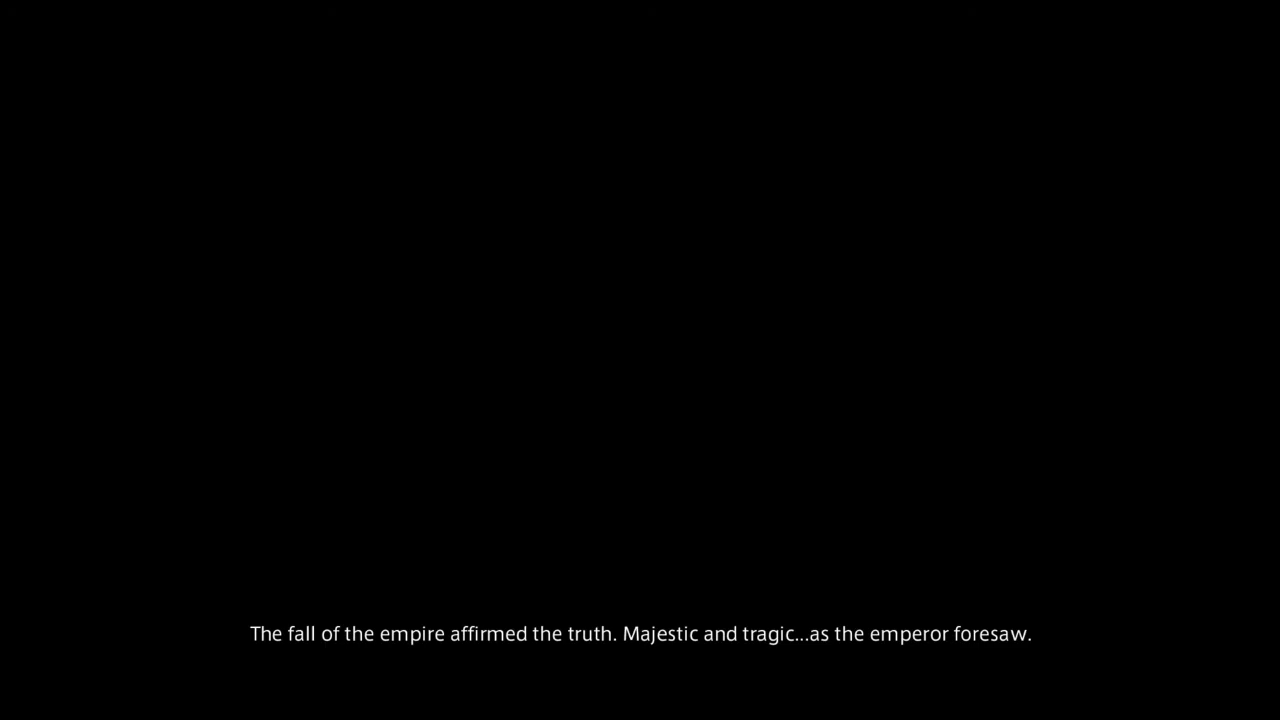 The fall of the empire affirmed the truth. Majestic and tragic...as the emperor foresaw.